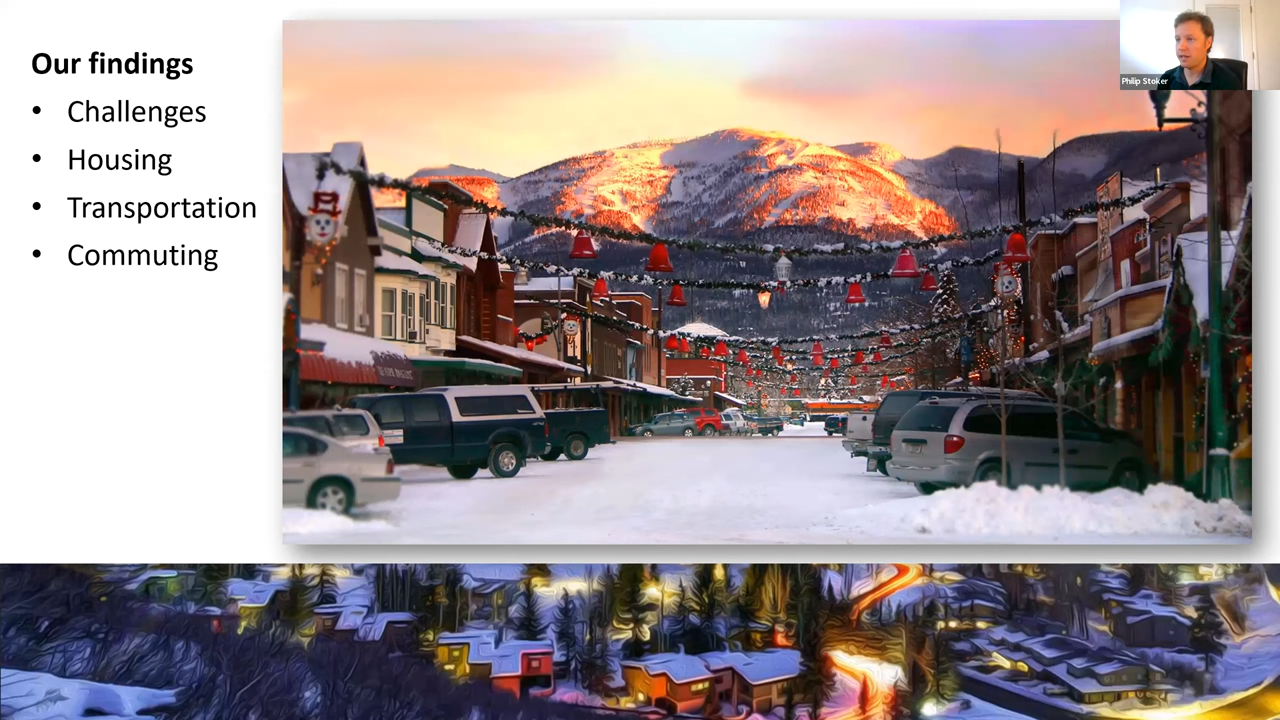 Our findings
• Challenges
• Housing
• Transportation
• Commuting
Philip Stoker